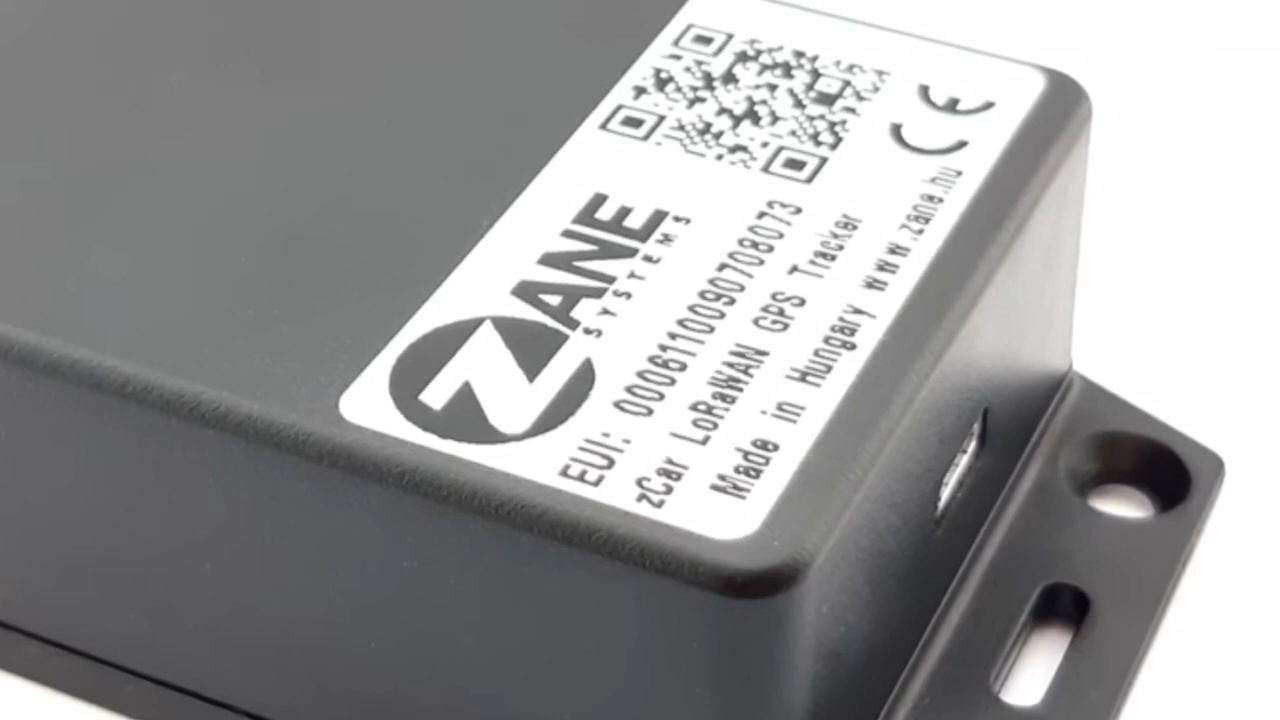 ZANE
SYSTEMS
EUI: 0006110090708073
zCar LoRaWAN GPS Tracker
Made in Hungary www.zane.hu
CE